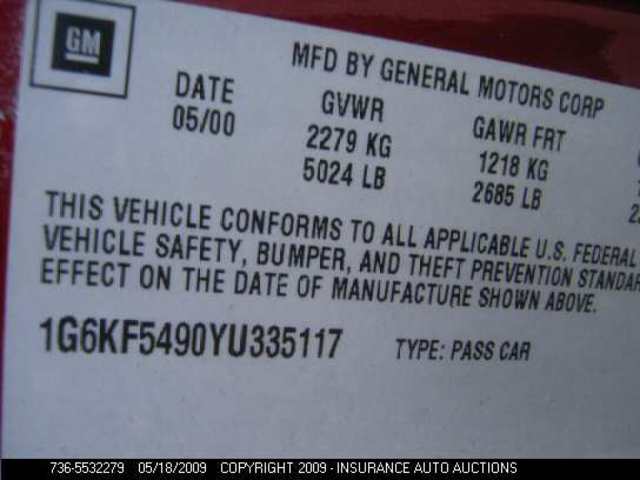 GM
MFD BY GENERAL MOTORS CORP
DATE GVWR GAWR FRT
05/00 2279 KG 1218 KG
5024 LB 2685 LB
THIS VEHICLE CONFORMS TO ALL APPLICABLE U.S. FEDERAL
VEHICLE SAFETY, BUMPER, AND THEFT PREVENTION
EFFECT ON THE DATE OF MANUFACTURE SHOWN ABOVE.
1G6KF5490YU335117 TYPE: PASS CAR
736-5532279 05/18/2009 COPYRIGHT 2009 - INSURANCE AUTO AUCTIONS